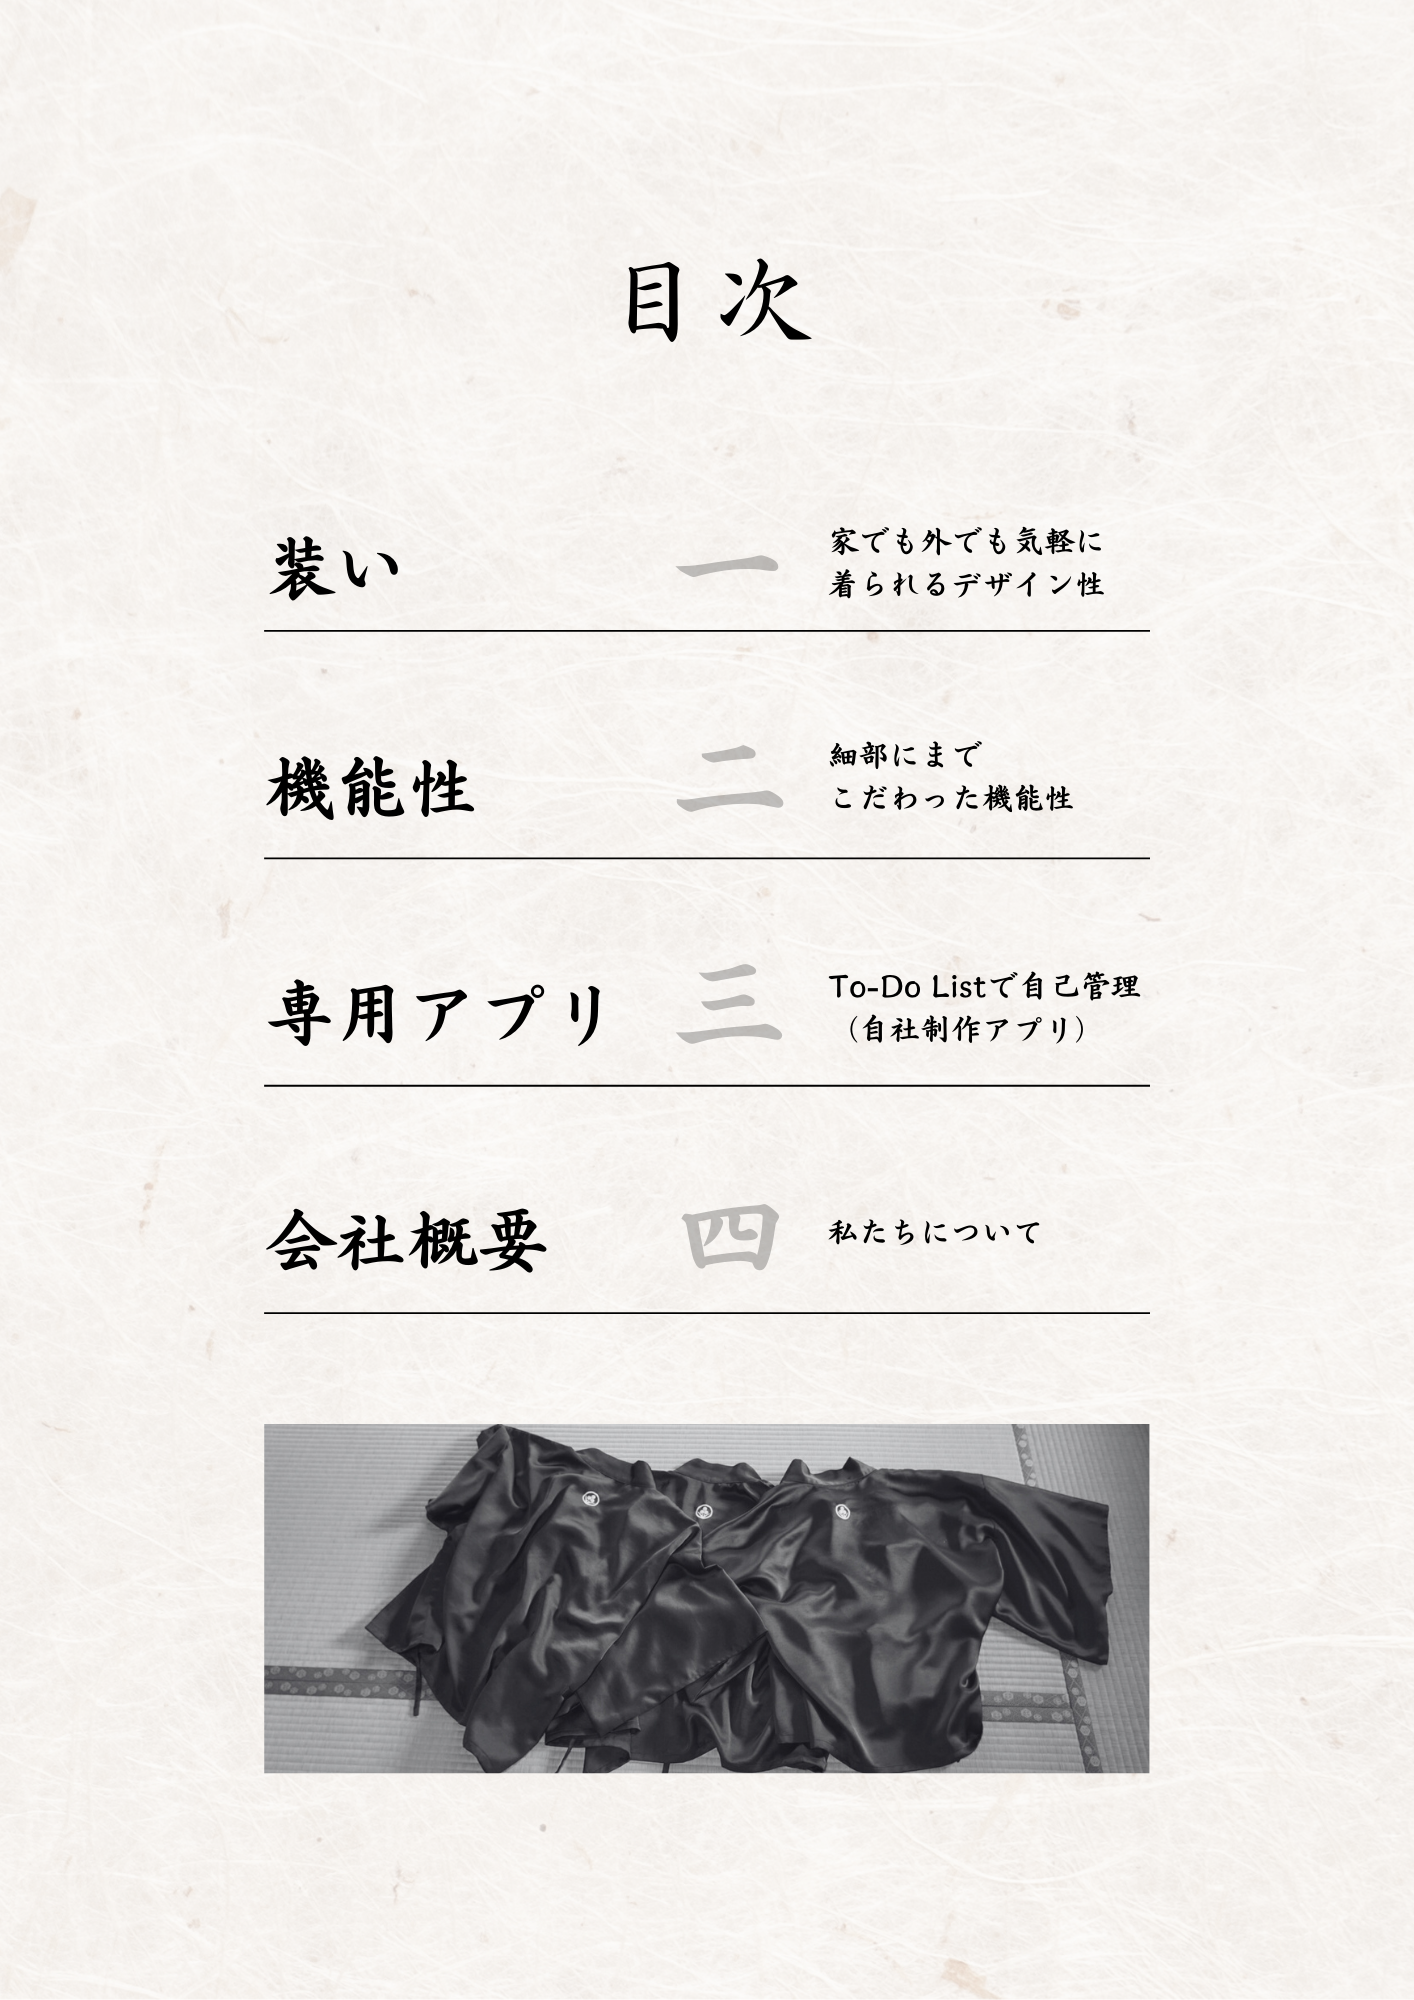 目次
装い
一
家でも外でも気軽に
着られるデザイン性
機能性
二
細部にまで
こだわった機能性
専用アプリ
三
To-Do Listで自己管理
（自社制作アプリ）
会社概要
四
私たちについて